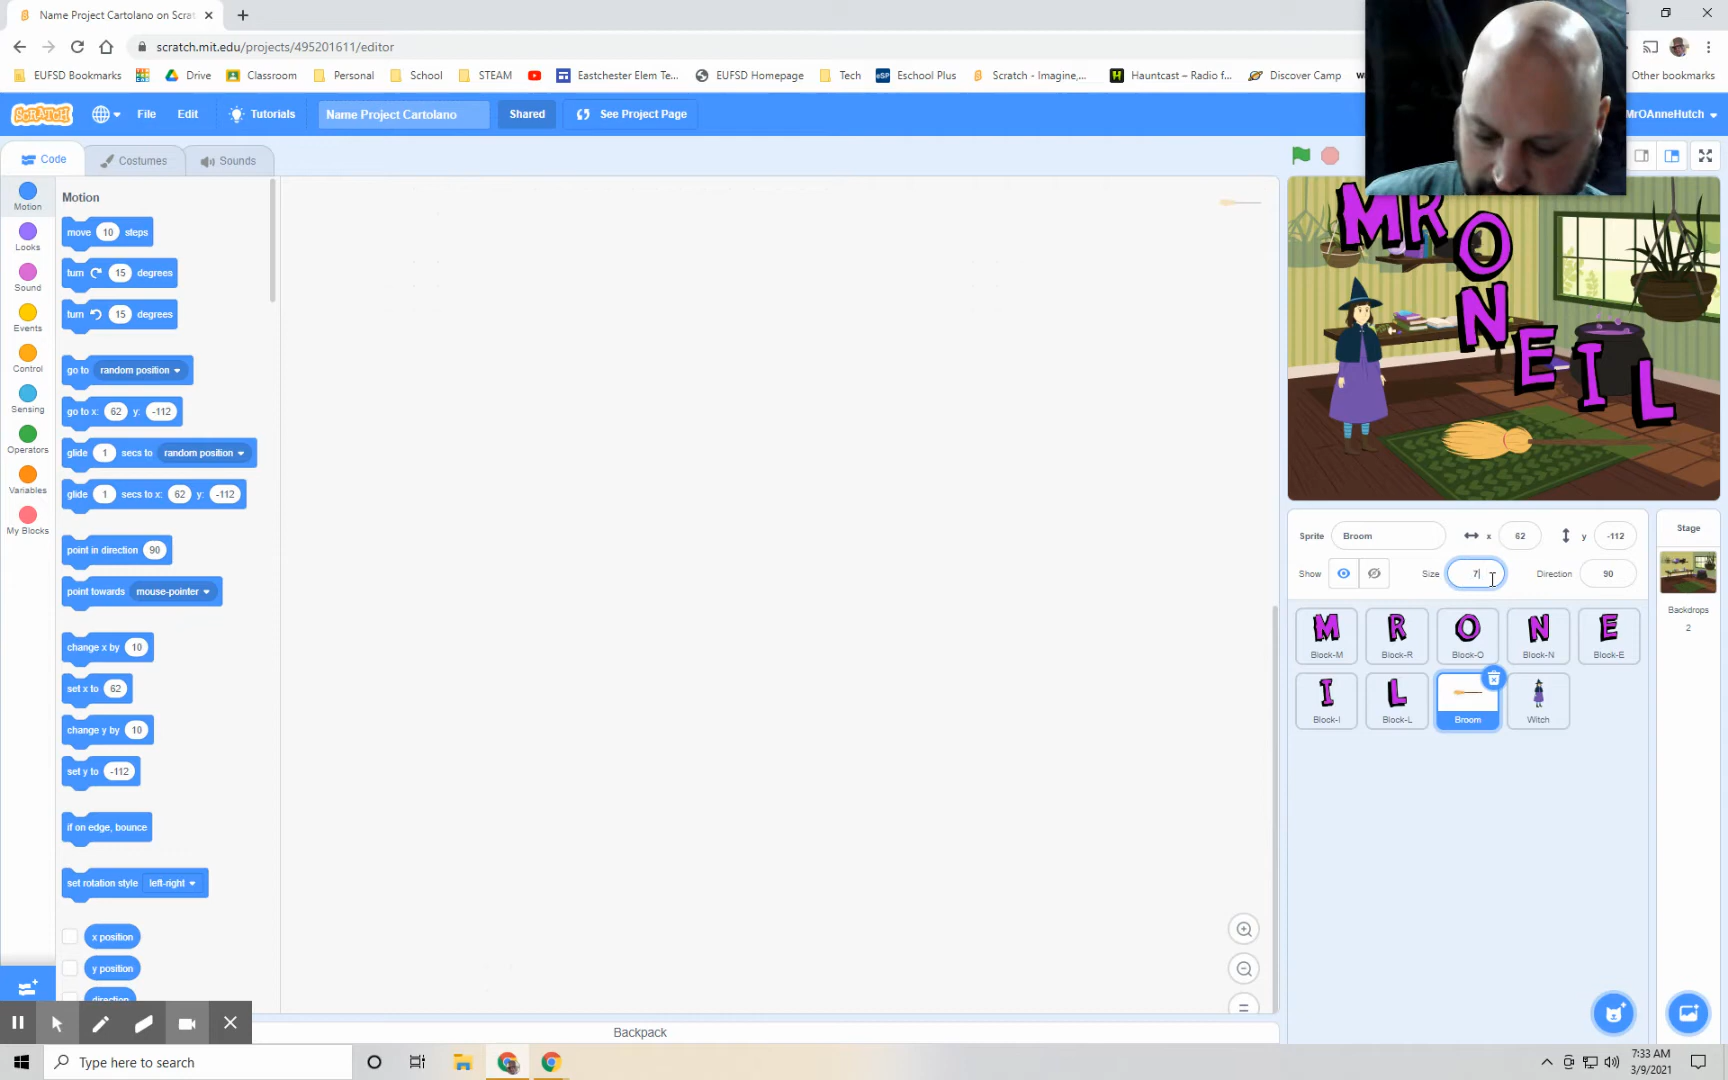 Name Project Cartolano on Scrat
scratch.mit.edu/projects/495201611/editor
EUFSD Bookmarks
Drive
Classroom
Personal
School
STEAM
Eastchester Elem Te...
EUFSD Homepage
Tech
eSP
Eschool Plus
Scratch - Imagine,...
H
Hauntcast – Radio f...
Discover Camp
Other bookmarks
SCRATCH
File
Edit
Tutorials
Name Project Cartolano
Shared
See Project Page
MrOAnneHutch
Code
Costumes
Sounds
Motion
Looks
Sound
Events
Control
Sensing
Operators
Variables
My Blocks
Motion
move 10 steps
turn 15 degrees
turn 15 degrees
go to random position
go to x: 62 y: -112
glide 1 secs to random position
glide 1 secs to x: 62 y: -112
point in direction 90
point towards mouse-pointer
change x by 10
set x to 62
change y by 10
set y to -112
if on edge, bounce
set rotation style left-right
x position
y position
direction
Backpack
MR
O
N
E
I
L
Sprite Broom x 62 y -112
Show Size 7 Direction 90
M R O N E
Block-M Block-R Block-O Block-N Block-E
I L
Block-I Block-L Broom Witch
Stage
Backdrops
2
Type here to search
7:33 AM
3/9/2021